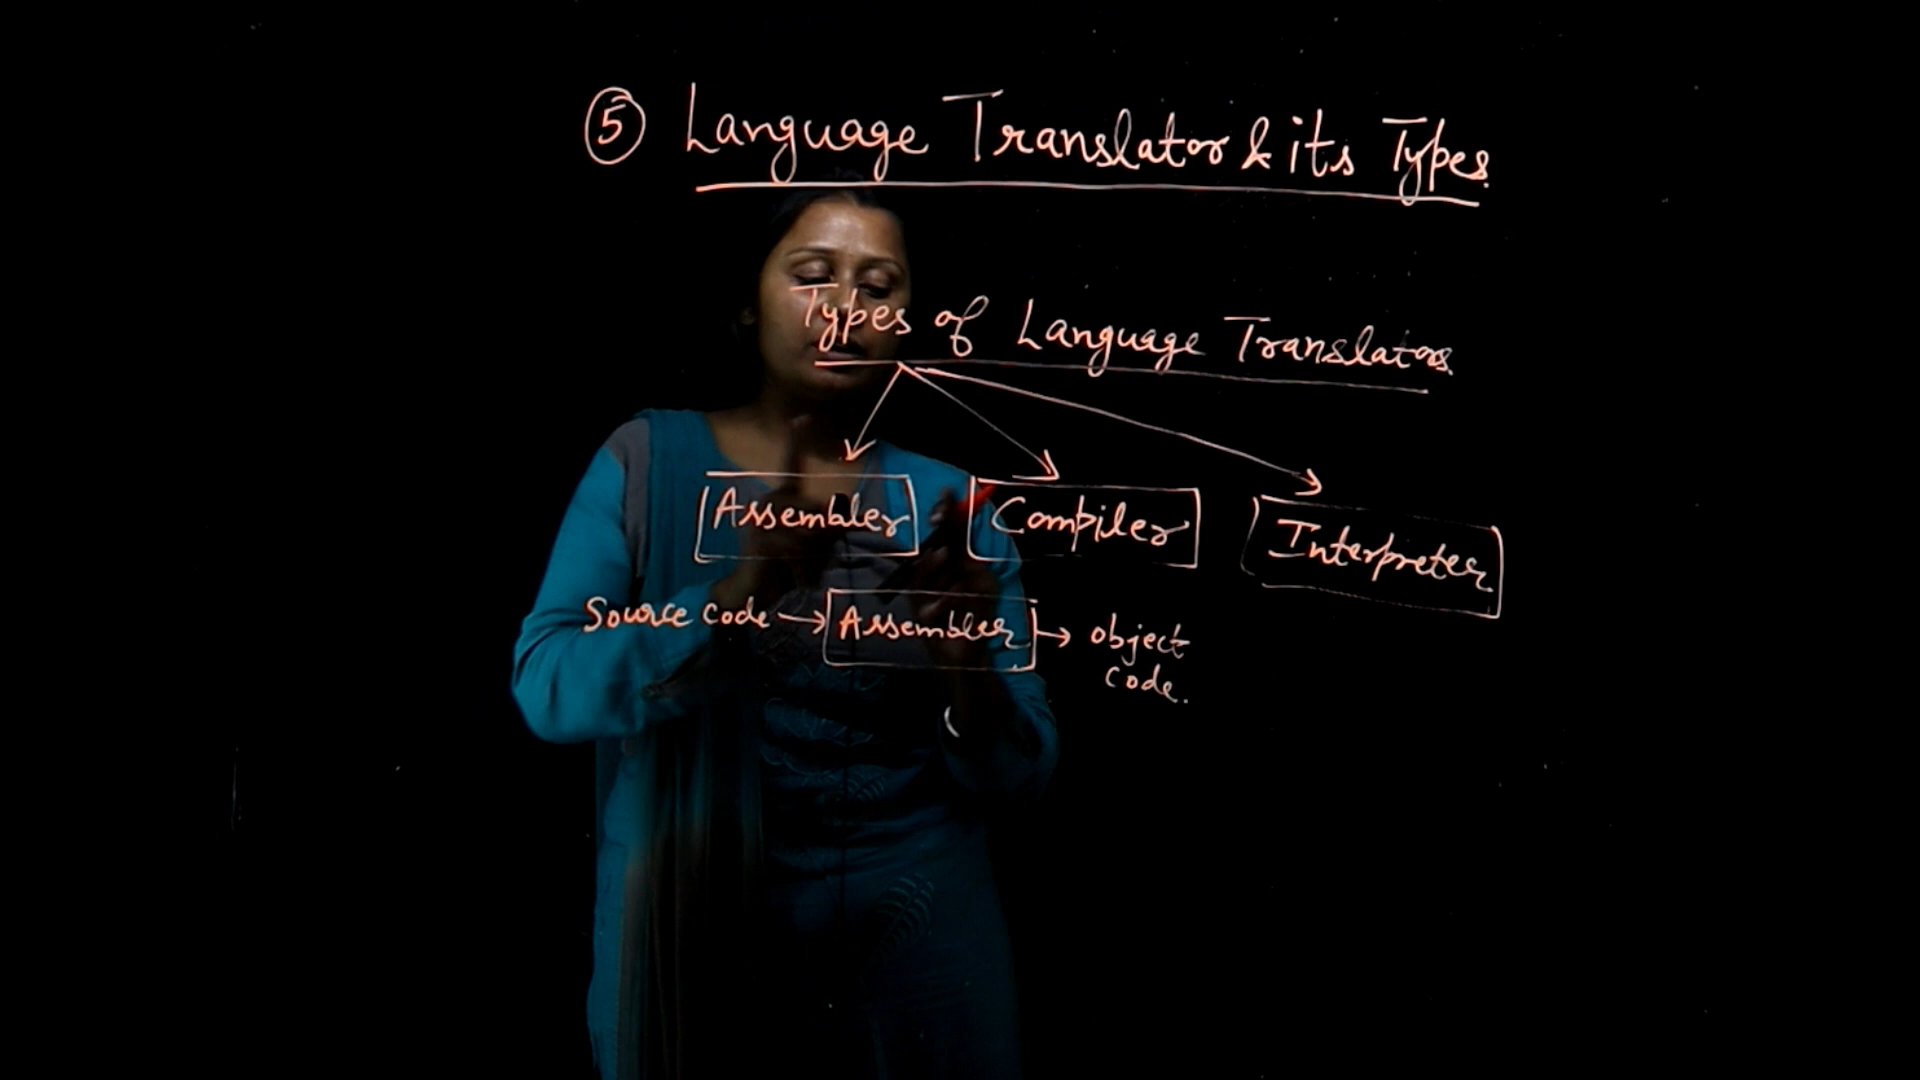 5 Language Translator & its Types.
Types of Language Translators.
Assembler Compiler Interpreter
Source code → Assembler → object
code.